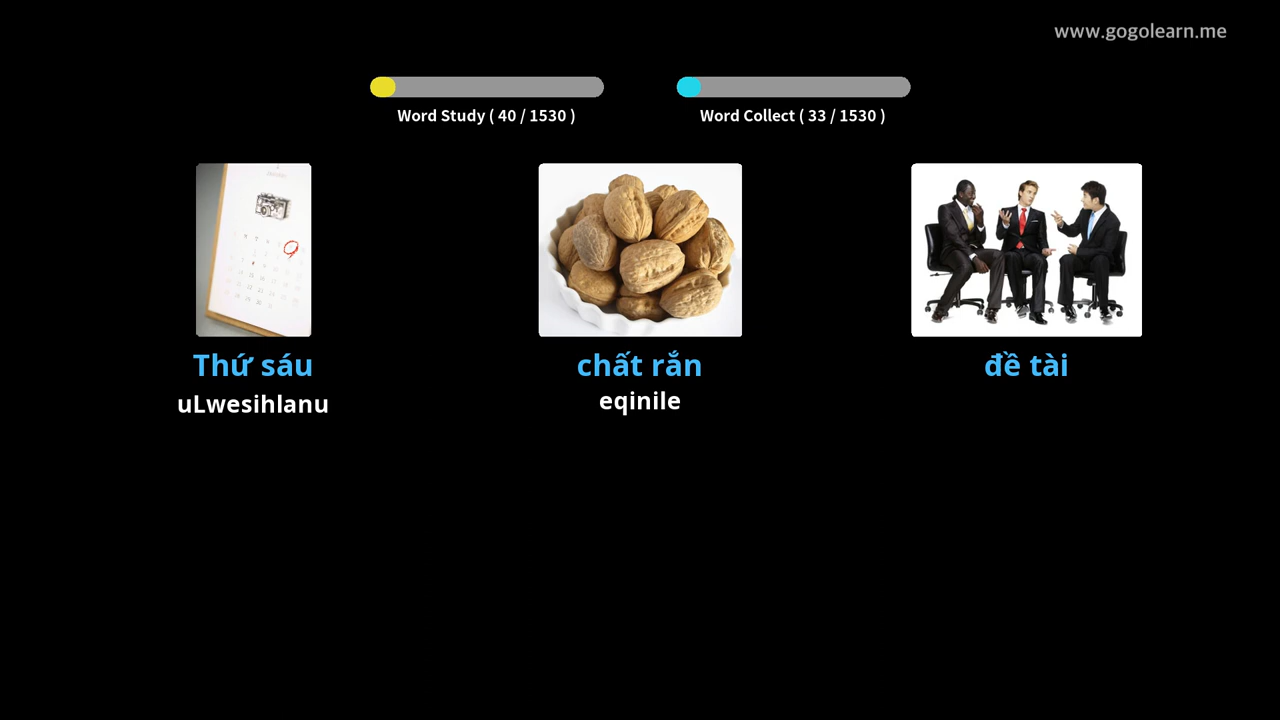 www.gogolearn.me
Word Study ( 40 / 1530 )
Word Collect ( 33 / 1530 )
Thứ sáu
chất rắn
đề tài
uLwesihlanu
eqinile